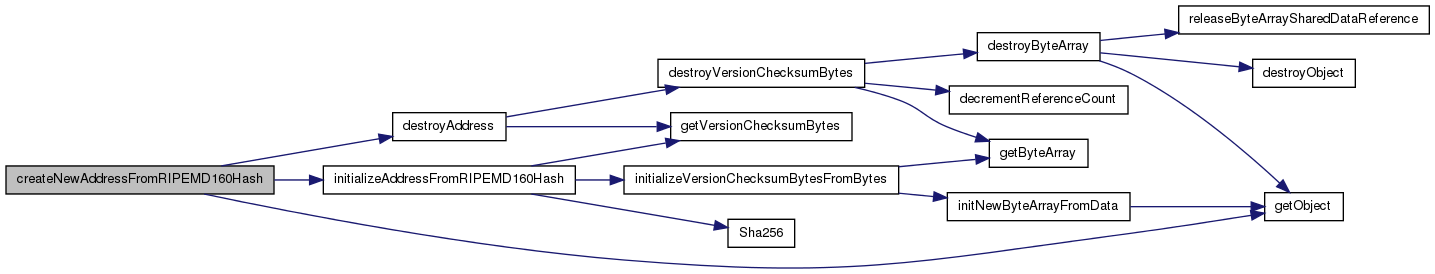 createNewAddressFromRIPEMD160Hash
destroyAddress
initializeAddressFromRIPEMD160Hash
destroyVersionChecksumBytes
getVersionChecksumBytes
initializeVersionChecksumBytesFromBytes
Sha256
destroyByteArray
decrementReferenceCount
getByteArray
initNewByteArrayFromData
releaseByteArraySharedDataReference
destroyObject
getObject